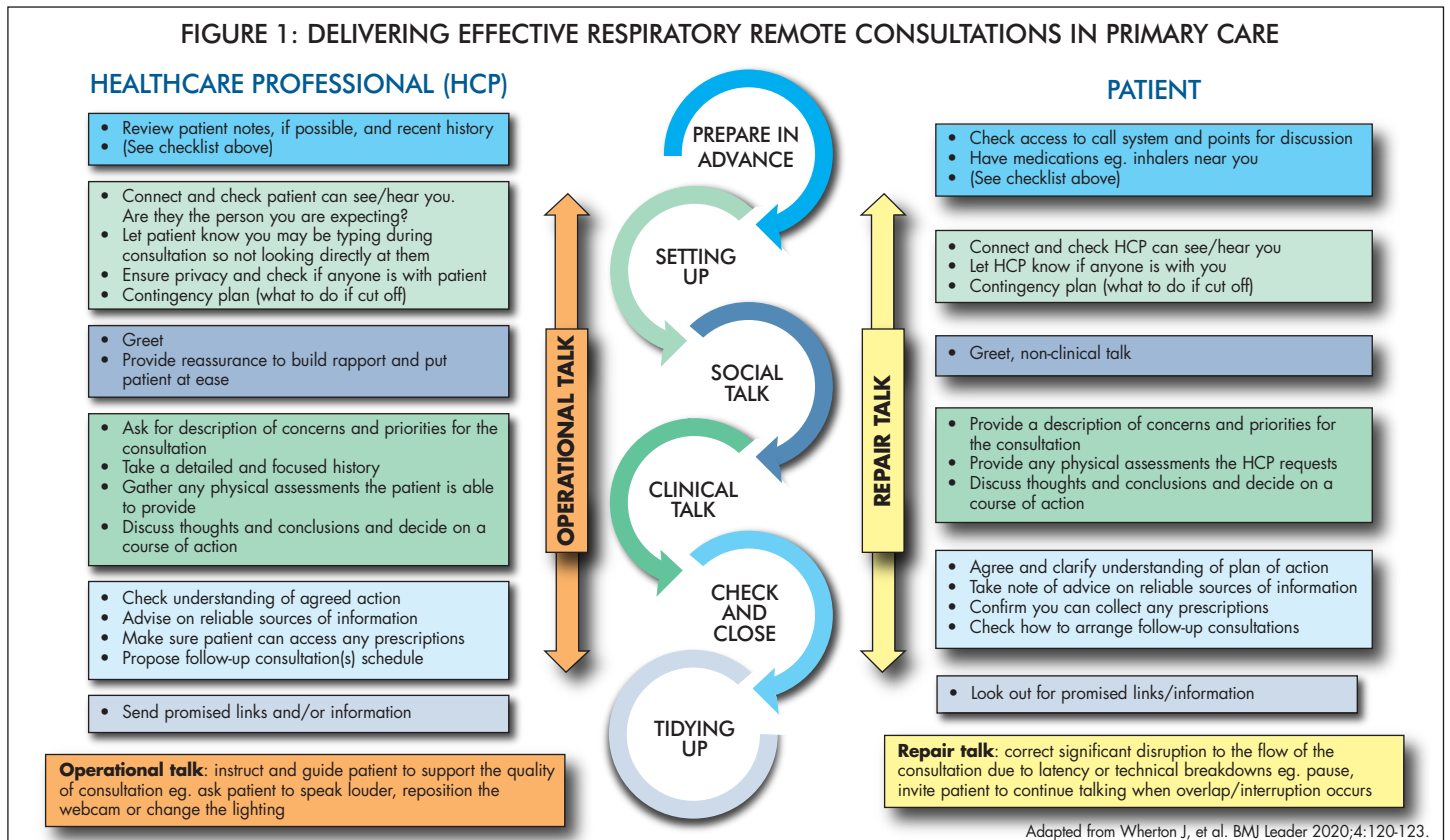 FIGURE 1: DELIVERING EFFECTIVE RESPIRATORY REMOTE CONSULTATIONS IN PRIMARY CARE
HEALTHCARE PROFESSIONAL (HCP)
• Review patient notes, if possible, and recent history
• (See checklist above)
• Connect and check patient can see/hear you.
Are they the person you are expecting?
• Let patient know you may be typing during
consultation so not looking directly at them
• Ensure privacy and check if anyone is with patient
• Contingency plan (what to do if cut off)
• Greet
• Provide reassurance to build rapport and put
patient at ease
• Ask for description of concerns and priorities for the
consultation
• Take a detailed and focused history
• Gather any physical assessments the patient is able
to provide
• Discuss thoughts and conclusions and decide on a
course of action
• Check understanding of agreed action
• Advise on reliable sources of information
• Make sure patient can access any prescriptions
• Propose follow-up consultation(s) schedule
• Send promised links and/or information
Operational talk: instruct and guide patient to support the quality
of consultation eg. ask patient to speak louder, reposition the
webcam or change the lighting
OPERATIONAL TALK
PREPARE IN
ADVANCE
SETTING
UP
SOCIAL
TALK
CLINICAL
TALK
CHECK
AND
CLOSE
TIDYING
UP
REPAIR TALK
PATIENT
• Check access to call system and points for discussion
• Have medications eg. inhalers near you
• (See checklist above)
• Connect and check HCP can see/hear you
• Let HCP know if anyone is with you
• Contingency plan (what to do if cut off)
• Greet, non-clinical talk
• Provide a description of concerns and priorities for
the consultation
• Provide any physical assessments the HCP requests
• Discuss thoughts and conclusions and decide on a
course of action
• Agree and clarify understanding of plan of action
• Take note of advice on reliable sources of information
• Confirm you can collect any prescriptions
• Check how to arrange follow-up consultations
• Look out for promised links/information
Repair talk: correct significant disruption to the flow of the
consultation due to latency or technical breakdowns eg. pause,
invite patient to continue talking when overlap/interruption occurs
Adapted from Wherton J, et al. BMJ Leader 2020;4:120-123.